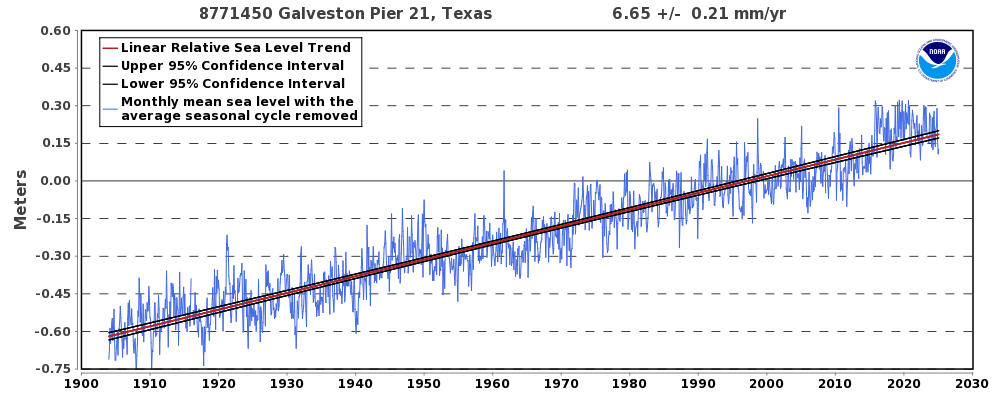 8771450 Galveston Pier 21, Texas 6.65 +/- 0.21 mm/yr
0.60
0.45
0.30
0.15
0.00
-0.15
-0.30
-0.45
-0.60
-0.75
Meters
Linear Relative Sea Level Trend
Upper 95% Confidence Interval
Lower 95% Confidence Interval
Monthly mean sea level with the
average seasonal cycle removed
NOAA
1900 1910 1920 1930 1940 1950 1960 1970 1980 1990 2000 2010 2020 2030